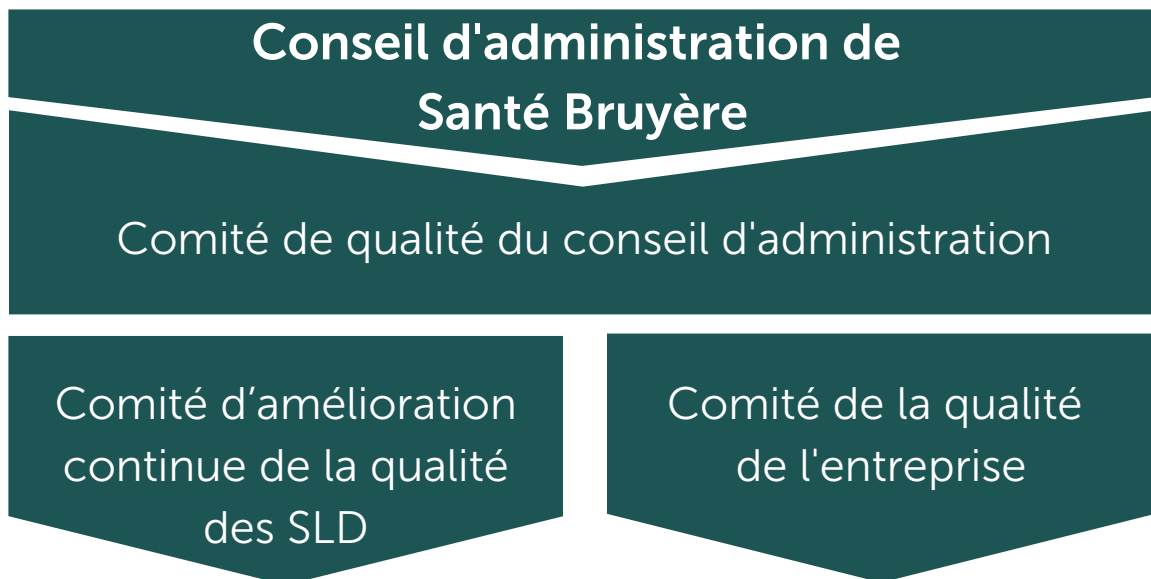 Conseil d'administration de
Santé Bruyère
Comité de qualité du conseil d'administration
Comité d’amélioration
continue de la qualité
des SLD
Comité de la qualité
de l'entreprise